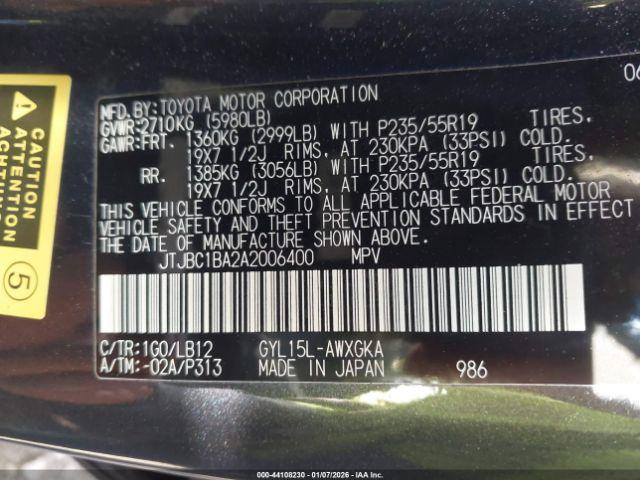 06
MFD. BY:TOYOTA MOTOR CORPORATION
GVWR:2710KG (5980LB)
GAWR:FRT. 1360KG (2999LB) WITH P235/55R19 TIRES,
19X7 1/2J RIMS, AT 230KPA (33PSI) COLD.
RR. 1385KG (3056LB) WITH P235/55R19 TIRES,
19X7 1/2J RIMS, AT 230KPA (33PSI) COLD.
THIS VEHICLE CONFORMS TO ALL APPLICABLE FEDERAL MOTOR
VEHICLE SAFETY AND THEFT PREVENTION STANDARDS IN EFFECT
THE DATE OF MANUFACTURE SHOWN ABOVE.
JTJBC1BA2A2006400 MPV
C/TR:1G0/LB12 GYL15L-AWXGKA
A/TM:-02A/P313 MADE IN JAPAN 986
CAUTION
ATTENTION
ACHTUNG
5
000-44108230 - 01/07/2026 - IAA Inc.